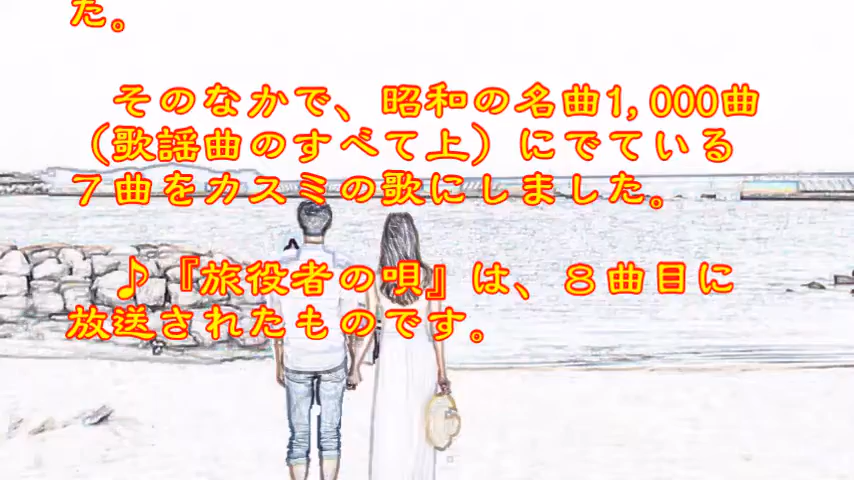 た。
そのなかで、昭和の名曲1,000曲
（歌謡曲のすべて上）にでている
７曲をカスミの歌にしました。
♪『旅役者の唄』は、８曲目に
放送されたものです。